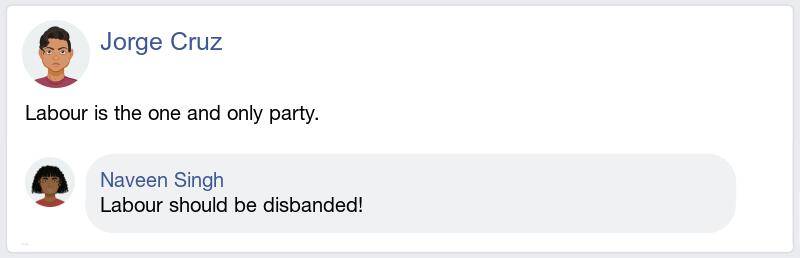 Jorge Cruz
Labour is the one and only party.
Naveen Singh
Labour should be disbanded!